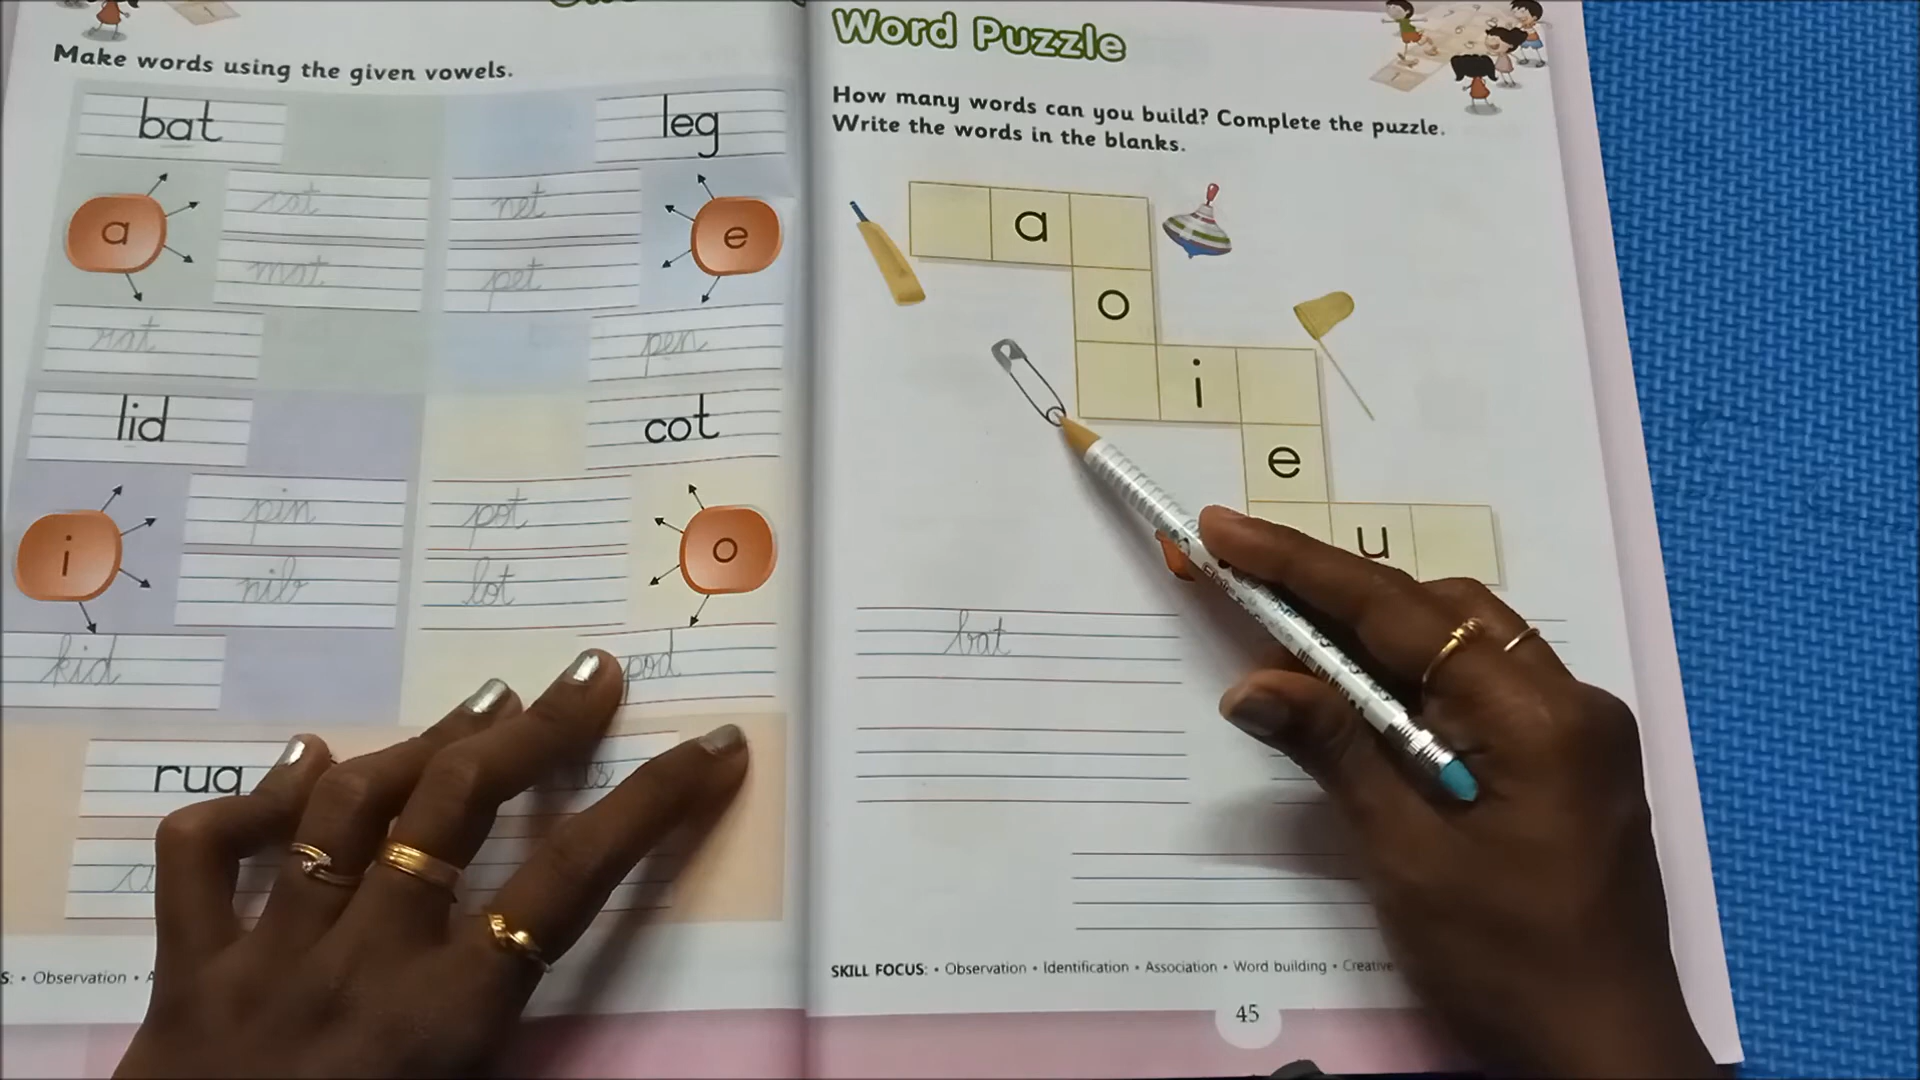 Make words using the given vowels.
bat
leg
a
cat
net
e
mat
pet
rat
pen
lid
cot
i
pin
pot
o
nib
lot
kid
pod
rug
Observation
Word Puzzle
How many words can you build? Complete the puzzle.
Write the words in the blanks.
a
o
i
e
u
bat
SKILL FOCUS: • Observation • Identification • Association • Word building • Creative
45